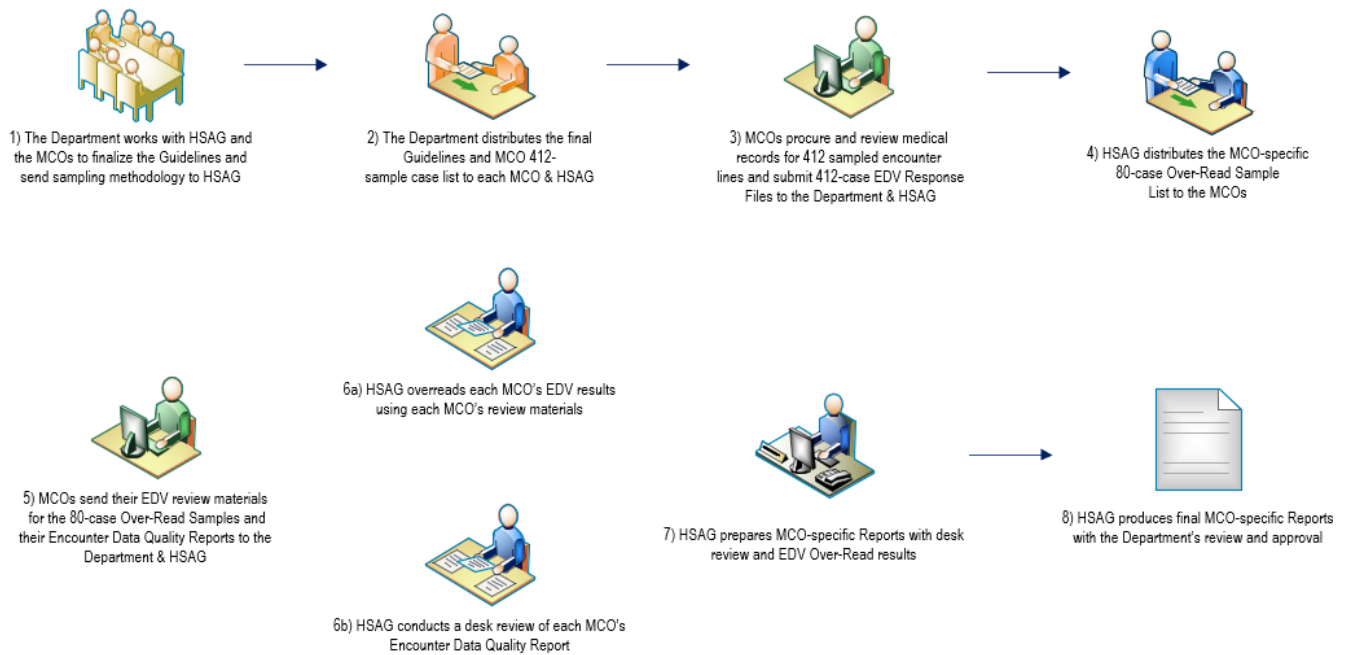 1) The Department works with HSAG and
the MCOs to finalize the Guidelines and
send sampling methodology to HSAG
2) The Department distributes the final
Guidelines and MCO 412-
sample case list to each MCO & HSAG
3) MCOs procure and review medical
records for 412 sampled encounter
lines and submit 412-case EDV Response
Files to the Department & HSAG
4) HSAG distributes the MCO-specific
80-case Over-Read Sample
List to the MCOs
5) MCOs send their EDV review materials
for the 80-case Over-Read Samples and
their Encounter Data Quality Reports to the
Department & HSAG
6a) HSAG overreads each MCO's EDV results
using each MCO's review materials
6b) HSAG conducts a desk review of each MCO's
Encounter Data Quality Report
7) HSAG prepares MCO-specific Reports with desk
review and EDV Over-Read results
8) HSAG produces final MCO-specific Reports
with the Department's review and approval